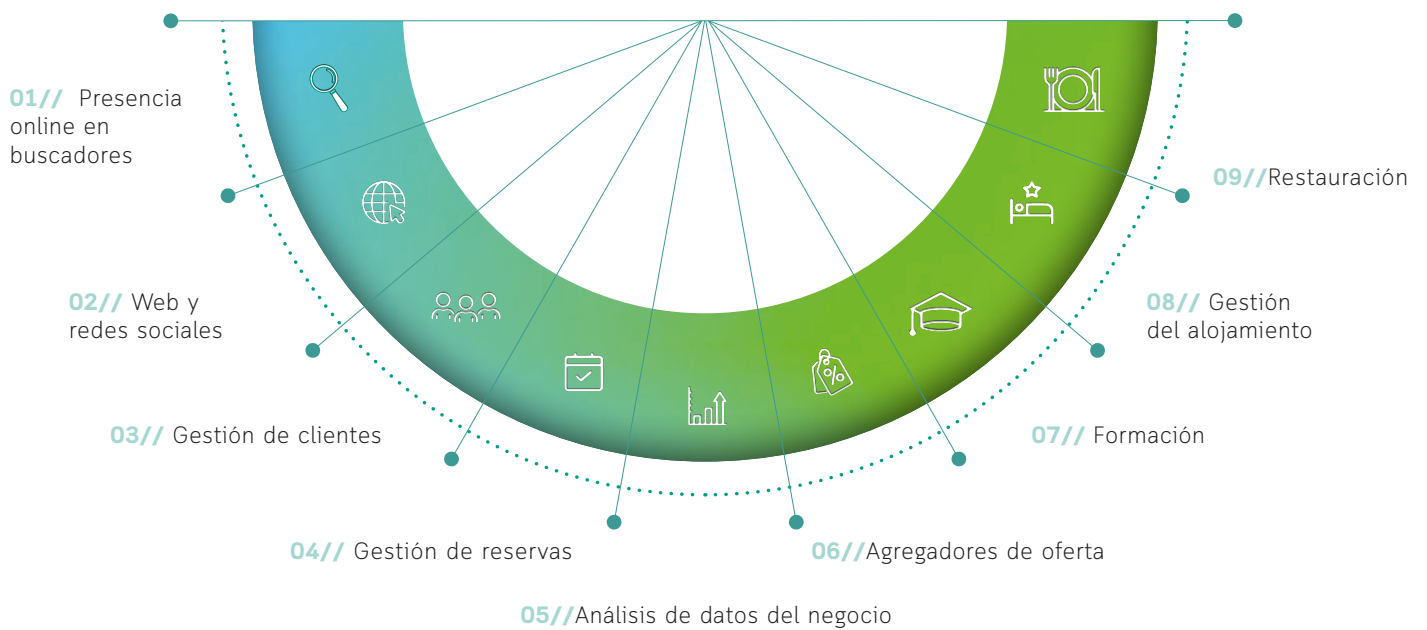 01// Presencia
online en
buscadores
02// Web y
redes sociales
03// Gestión de clientes
04// Gestión de reservas
05//Análisis de datos del negocio
06//Agregadores de oferta
07// Formación
08// Gestión
del alojamiento
09//Restauración
%